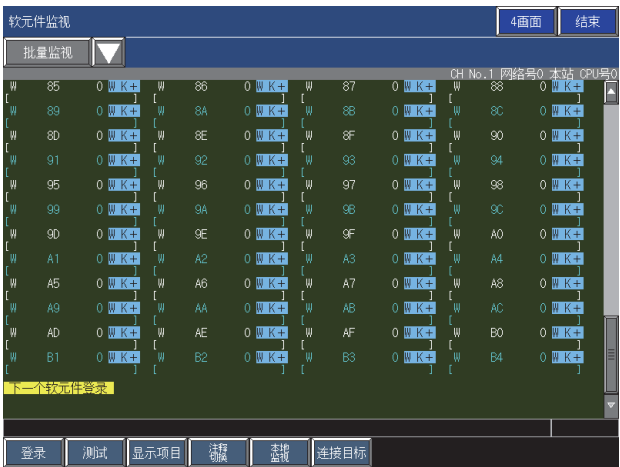 软元件监视 4画面 结束
批量监视
CH No.1 网络号0 本站 CPU号0
W 85 0 W K+ W 86 0 W K+ W 87 0 W K+ W 88 0 W K+
[ ] [ ] [ ] [ ]
W 89 0 W K+ W 8A 0 W K+ W 8B 0 W K+ W 8C 0 W K+
[ ] [ ] [ ] [ ]
W 8D 0 W K+ W 8E 0 W K+ W 8F 0 W K+ W 90 0 W K+
[ ] [ ] [ ] [ ]
W 91 0 W K+ W 92 0 W K+ W 93 0 W K+ W 94 0 W K+
[ ] [ ] [ ] [ ]
W 95 0 W K+ W 96 0 W K+ W 97 0 W K+ W 98 0 W K+
[ ] [ ] [ ] [ ]
W 99 0 W K+ W 9A 0 W K+ W 9B 0 W K+ W 9C 0 W K+
[ ] [ ] [ ] [ ]
W 9D 0 W K+ W 9E 0 W K+ W 9F 0 W K+ W A0 0 W K+
[ ] [ ] [ ] [ ]
W A1 0 W K+ W A2 0 W K+ W A3 0 W K+ W A4 0 W K+
[ ] [ ] [ ] [ ]
W A5 0 W K+ W A6 0 W K+ W A7 0 W K+ W A8 0 W K+
[ ] [ ] [ ] [ ]
W A9 0 W K+ W AA 0 W K+ W AB 0 W K+ W AC 0 W K+
[ ] [ ] [ ] [ ]
W AD 0 W K+ W AE 0 W K+ W AF 0 W K+ W B0 0 W K+
[ ] [ ] [ ] [ ]
W B1 0 W K+ W B2 0 W K+ W B3 0 W K+ W B4 0 W K+
[ ] [ ] [ ] [ ]
下一个软元件登录
登录 测试 显示项目 注释切换 本地监视 连接目标